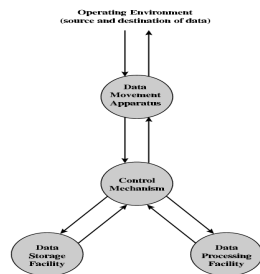 Operating Environment
(source and destination of data)
Data
Movement
Apparatus
Control
Mechanism
Data
Storage
Facility
Data
Processing
Facility